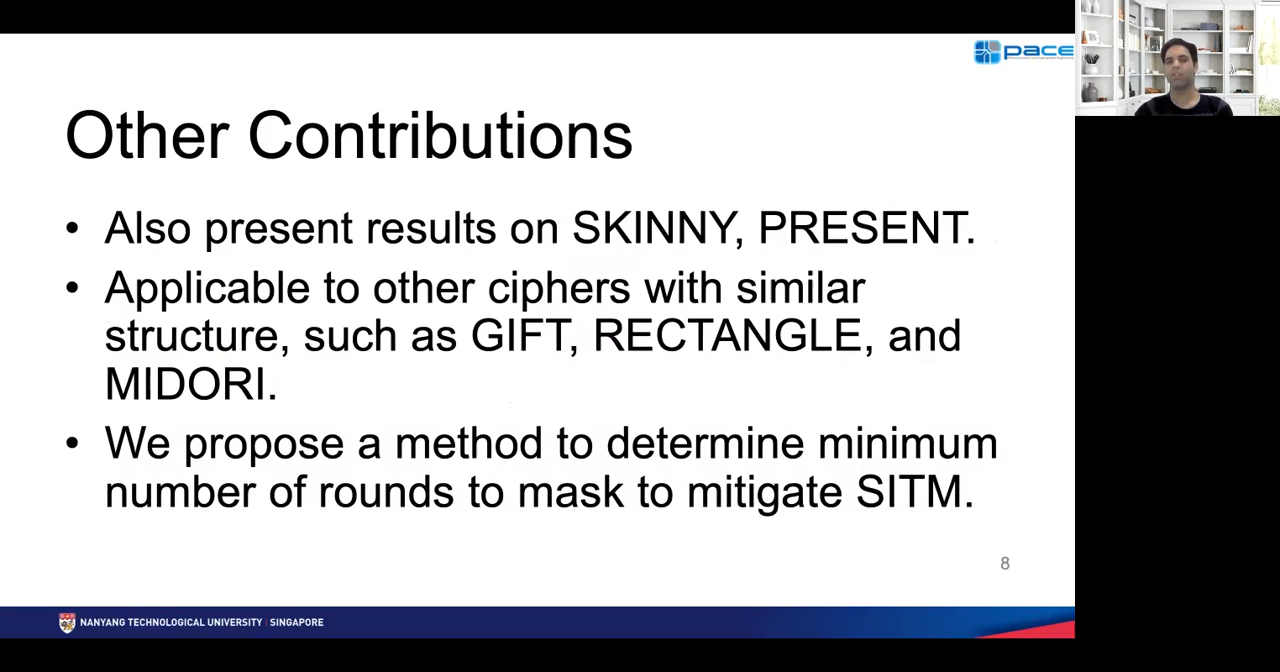 pace
Other Contributions
• Also present results on SKINNY, PRESENT.
• Applicable to other ciphers with similar
structure, such as GIFT, RECTANGLE, and
MIDORI.
• We propose a method to determine minimum
number of rounds to mask to mitigate SITM.
8
NANYANG TECHNOLOGICAL UNIVERSITY | SINGAPORE